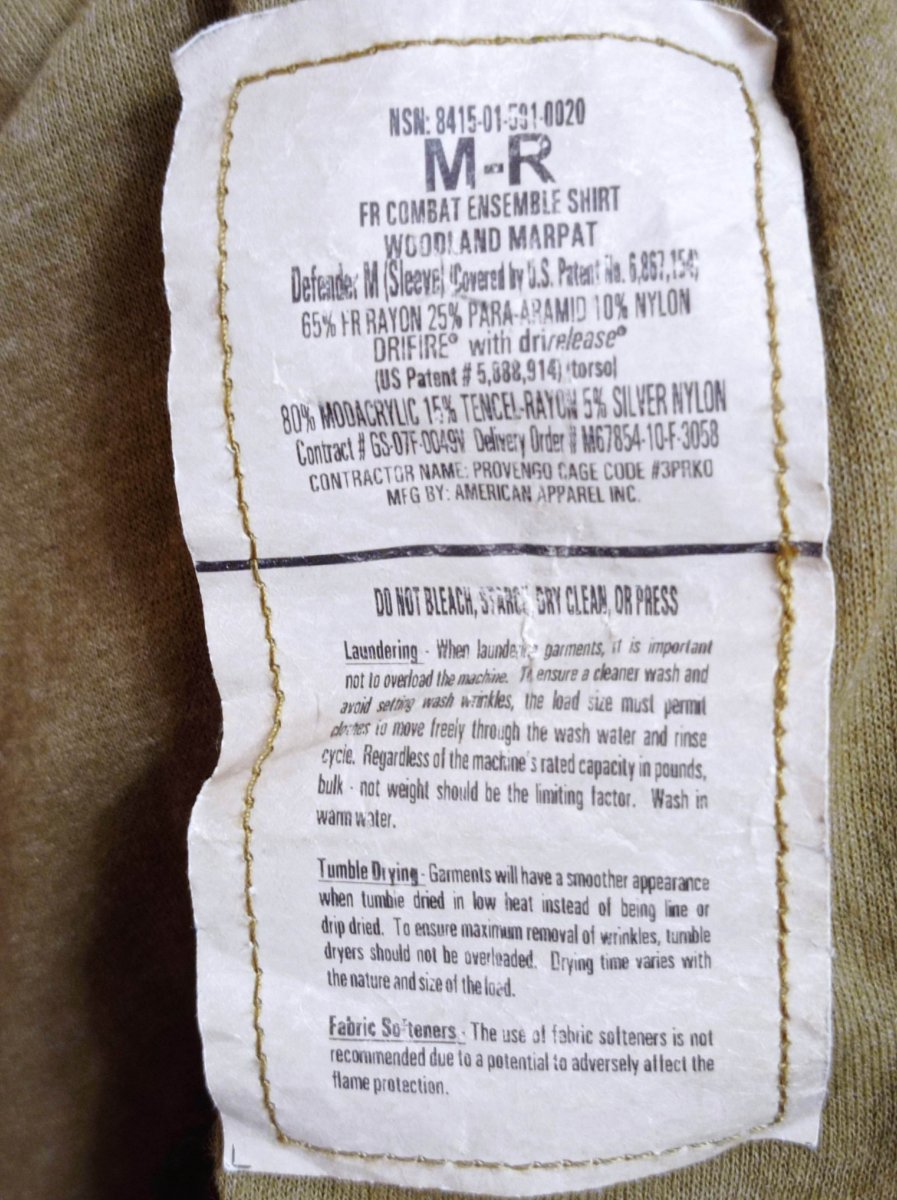 NSN: 8415-01-591-0020
M-R
FR COMBAT ENSEMBLE SHIRT
WOODLAND MARPAT
Defender M (Sleeve) (Covered by U.S. Patent No. 6,867,154)
65% FR RAYON 25% PARA-ARAMID 10% NYLON
DRIFIRE® with drirelease®
(US Patent # 5,888,914) (torso)
80% MODACRYLIC 15% TENCEL-RAYON 5% SILVER NYLON
Contract # GS-07F-0049V Delivery Order # M67854-10-F-3058
CONTRACTOR NAME: PROVENGO CAGE CODE #3PRK0
MFG BY: AMERICAN APPAREL INC.
DO NOT BLEACH, STARCH, DRY CLEAN, OR PRESS
Laundering - When laundering garments, it is important
not to overload the machine. To ensure a cleaner wash and
avoid setting wash wrinkles, the load size must permit
clothes to move freely through the wash water and rinse
cycle. Regardless of the machine's rated capacity in pounds,
bulk - not weight should be the limiting factor. Wash in
warm water.
Tumble Drying - Garments will have a smoother appearance
when tumble dried in low heat instead of being line or
drip dried. To ensure maximum removal of wrinkles, tumble
dryers should not be overloaded. Drying time varies with
the nature and size of the load.
Fabric Softeners - The use of fabric softeners is not
recommended due to a potential to adversely affect the
flame protection.